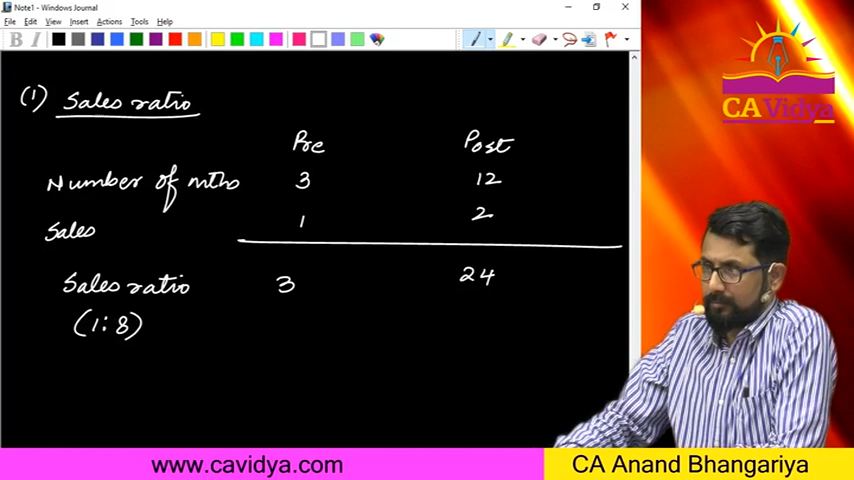 Note1 - Windows Journal
File Edit View Insert Actions Tools Help
B I
(1) Sales ratio
Pre Post
Number of mths 3 12
Sales 1 2
Sales ratio 3 24
(1:8)
CA Vidya
www.cavidya.com
CA Anand Bhangariya